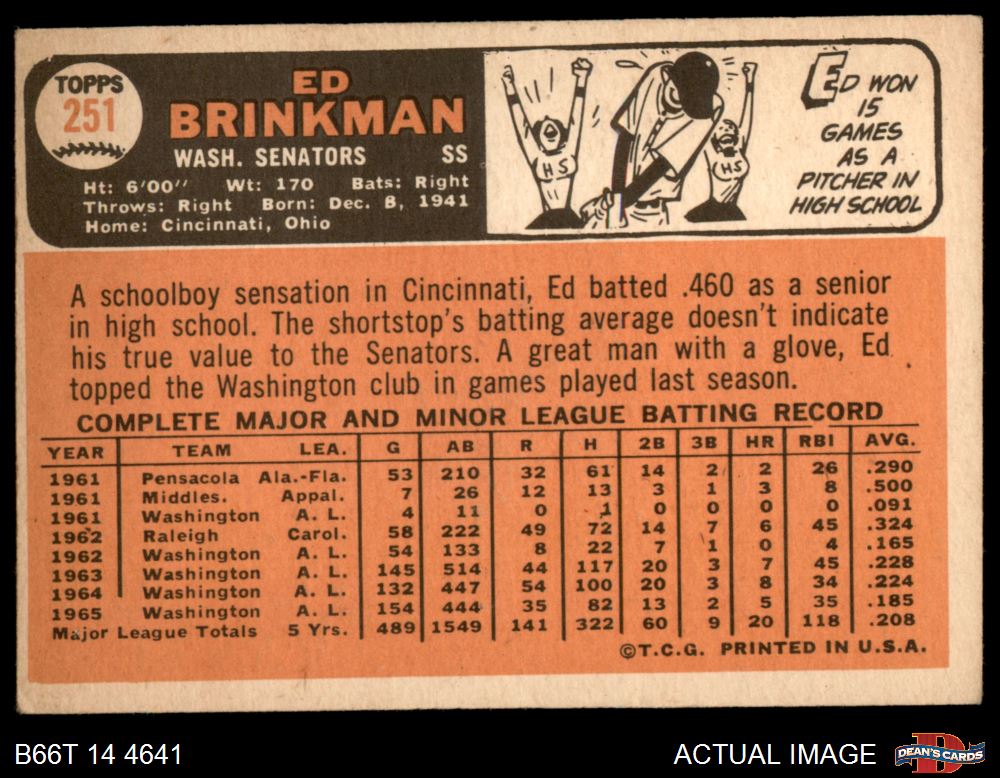 TOPPS
251
ED
BRINKMAN
WASH. SENATORS SS
Ht: 6'00" Wt: 170 Bats: Right
Throws: Right Born: Dec. 8, 1941
Home: Cincinnati, Ohio
HS
HS
ED WON
15
GAMES
AS A
PITCHER IN
HIGH SCHOOL
A schoolboy sensation in Cincinnati, Ed batted .460 as a senior
in high school. The shortstop's batting average doesn't indicate
his true value to the Senators. A great man with a glove, Ed
topped the Washington club in games played last season.
COMPLETE MAJOR AND MINOR LEAGUE BATTING RECORD
YEAR TEAM LEA. G AB R H 2B 3B HR RBI AVG.
1961 Pensacola Ala.-Fla. 53 210 32 61 14 2 2 26 .290
1961 Middles. Appal. 7 26 12 13 3 1 3 8 .500
1961 Washington A. L. 4 11 0 1 0 0 0 0 .091
1962 Raleigh Carol. 58 222 49 72 14 7 6 45 .324
1962 Washington A. L. 54 133 8 22 7 1 0 4 .165
1963 Washington A. L. 145 514 44 117 20 3 7 45 .228
1964 Washington A. L. 132 447 54 100 20 3 8 34 .224
1965 Washington A. L. 154 444 35 82 13 2 5 35 .185
Major League Totals 5 Yrs. 489 1549 141 322 60 9 20 118 .208
©T.C.G. PRINTED IN U.S.A.
B66T 14 4641 ACTUAL IMAGE DEAN'S CARDS